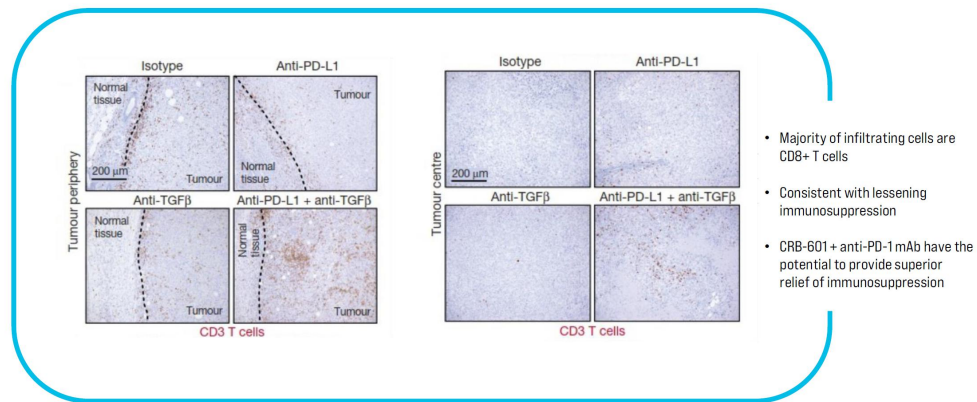 Isotype
Anti-PD-L1
Normal
tissue
Tumour
200 µm
Tumour
Normal
tissue
Anti-TGFβ
Anti-PD-L1 + anti-TGFβ
Normal
tissue
Tumour
Normal
tissue
Tumour
Tumour periphery
CD3 T cells
Isotype
Anti-PD-L1
200 µm
Anti-TGFβ
Anti-PD-L1 + anti-TGFβ
Tumour centre
CD3 T cells
• Majority of infiltrating cells are
CD8+ T cells
• Consistent with lessening
immunosuppression
• CRB-601 + anti-PD-1 mAb have the
potential to provide superior
relief of immunosuppression